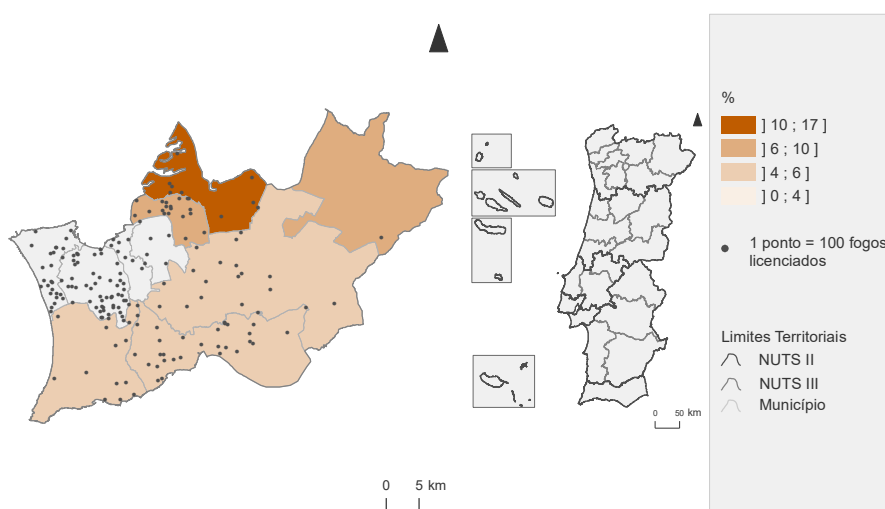 %
] 10 ; 17 ]
] 6 ; 10 ]
] 4 ; 6 ]
] 0 ; 4 ]
1 ponto = 100 fogos
licenciados
Limites Territoriais
NUTS II
NUTS III
Município
0 50 km
0 5 km